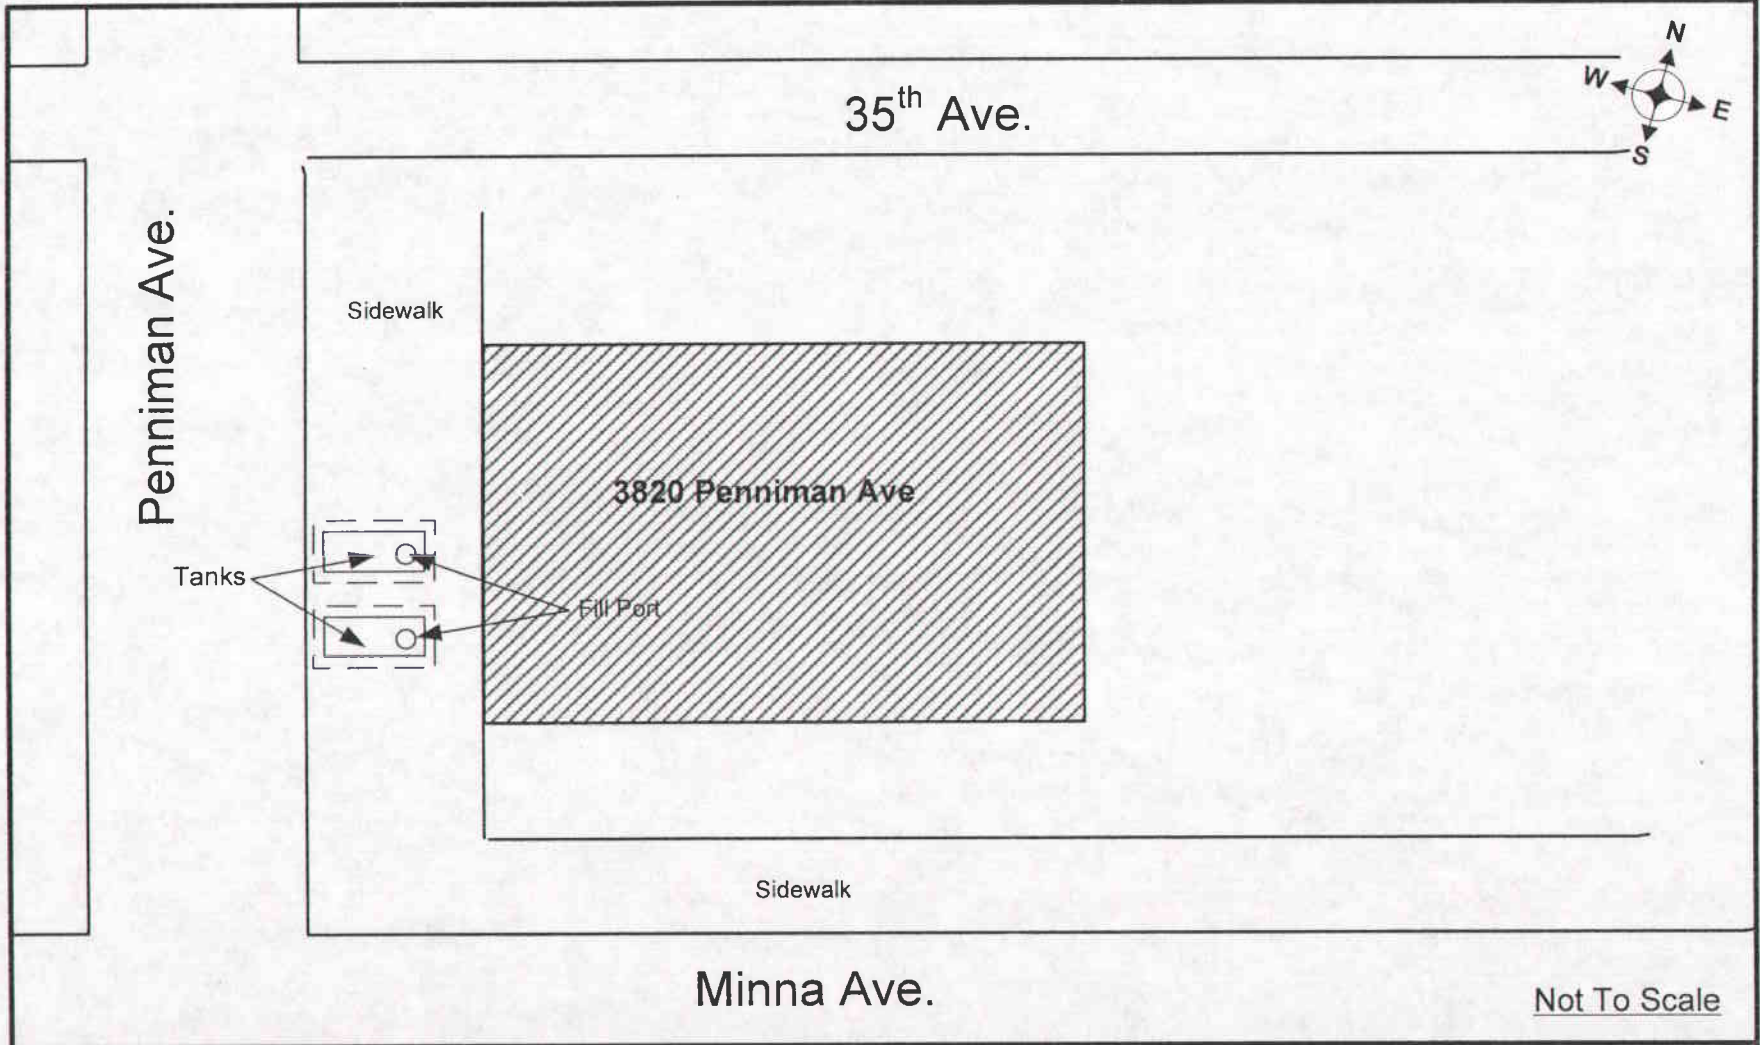 N
W
E
S
35th Ave.
Penniman Ave.
Sidewalk
3820 Penniman Ave
Tanks
Fill Port
Sidewalk
Minna Ave.
Not To Scale